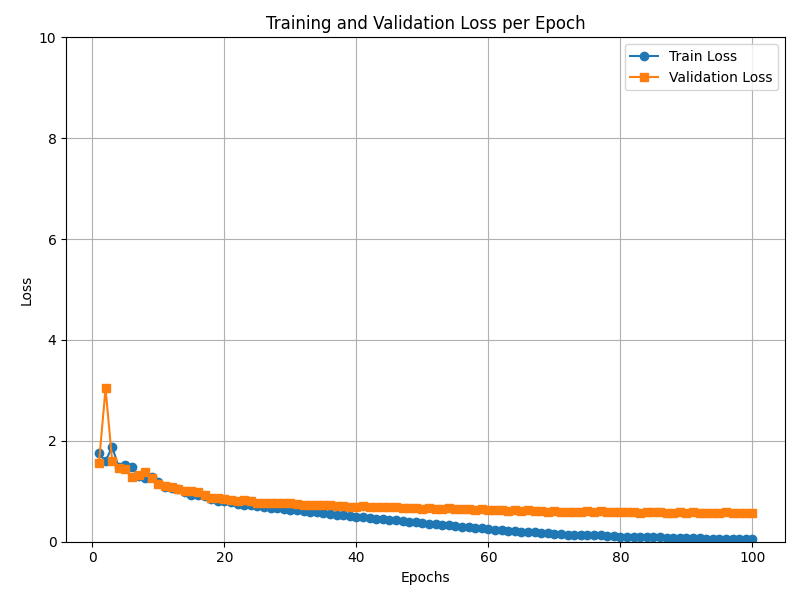 Training and Validation Loss per Epoch
10
8
6
4
2
0
Loss
Train Loss
Validation Loss
0 20 40 60 80 100
Epochs